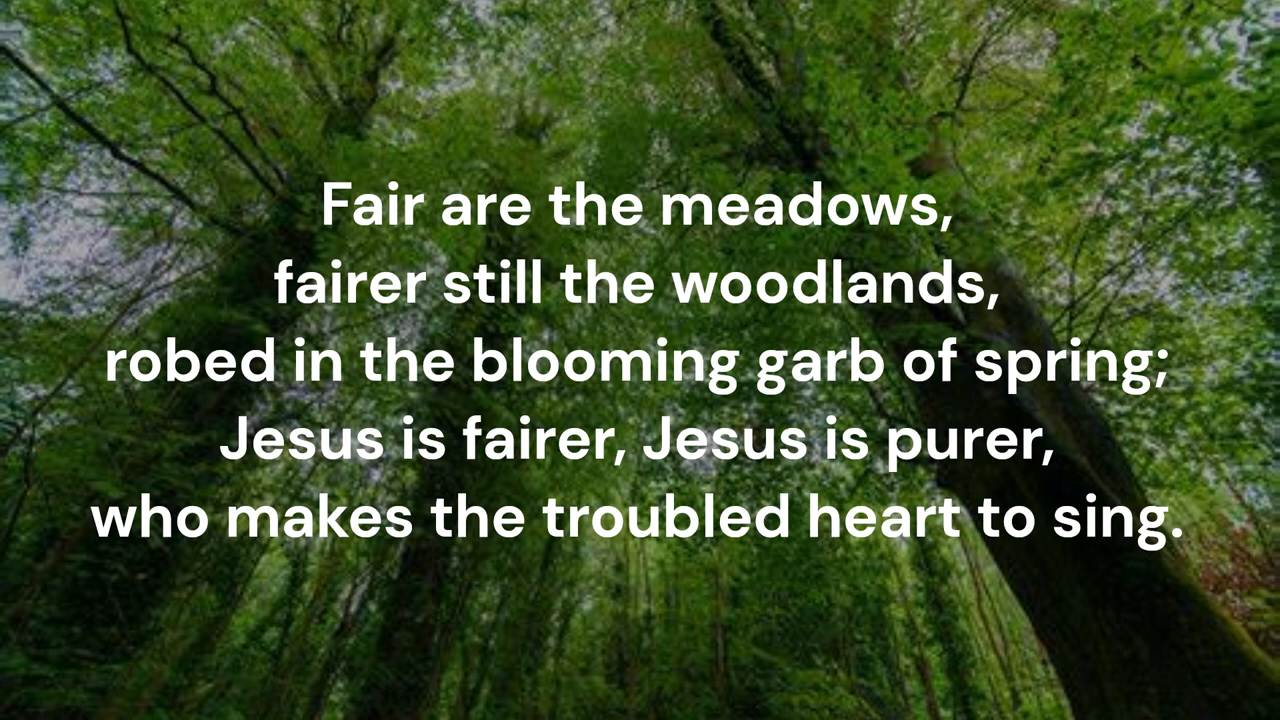 Fair are the meadows,
fairer still the woodlands,
robed in the blooming garb of spring;
Jesus is fairer, Jesus is purer,
who makes the troubled heart to sing.